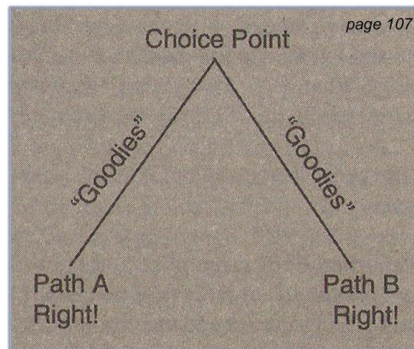 page 107
Choice Point
“Goodies” “Goodies”
Path A Path B
Right! Right!